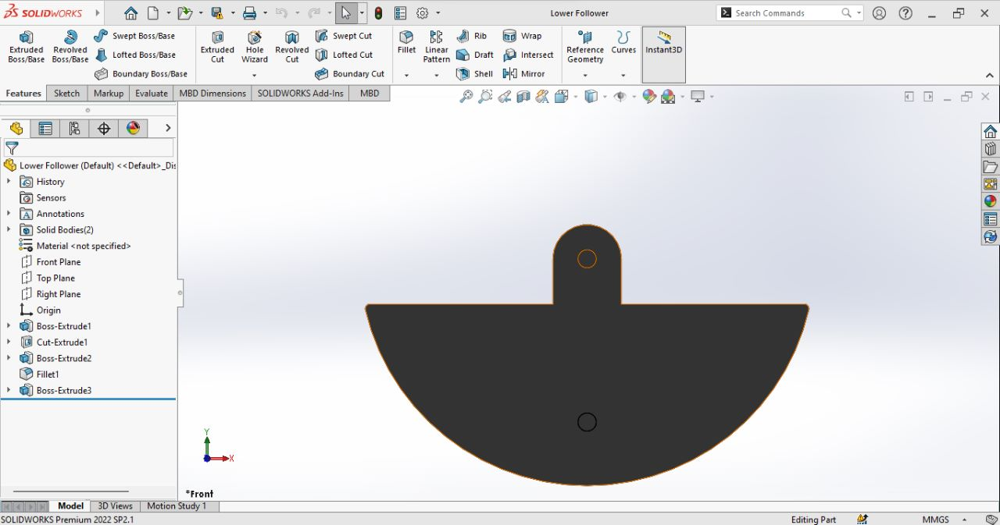 SOLIDWORKS
Lower Follower
Search Commands
Extruded Boss/Base
Revolved Boss/Base
Swept Boss/Base
Lofted Boss/Base
Boundary Boss/Base
Extruded Cut
Hole Wizard
Revolved Cut
Swept Cut
Lofted Cut
Boundary Cut
Fillet
Linear Pattern
Rib
Draft
Shell
Wrap
Intersect
Mirror
Reference Geometry
Curves
Instant3D
Features
Sketch
Markup
Evaluate
MBD Dimensions
SOLIDWORKS Add-Ins
MBD
Lower Follower (Default) <<Default>_Dis
History
Sensors
Annotations
Solid Bodies(2)
Material <not specified>
Front Plane
Top Plane
Right Plane
Origin
Boss-Extrude1
Cut-Extrude1
Boss-Extrude2
Fillet1
Boss-Extrude3
Y
X
*Front
Model
3D Views
Motion Study 1
SOLIDWORKS Premium 2022 SP2.1
Editing Part
MMGS